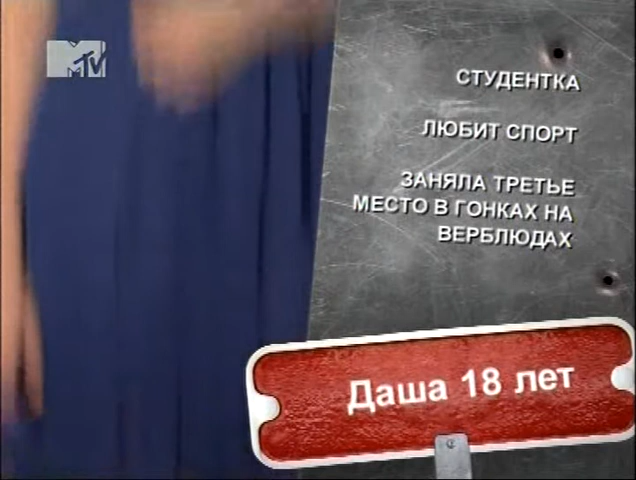 MTV
СТУДЕНТКА
ЛЮБИТ СПОРТ
ЗАНЯЛА ТРЕТЬЕ
МЕСТО В ГОНКАХ НА
ВЕРБЛЮДАХ
Даша 18 лет